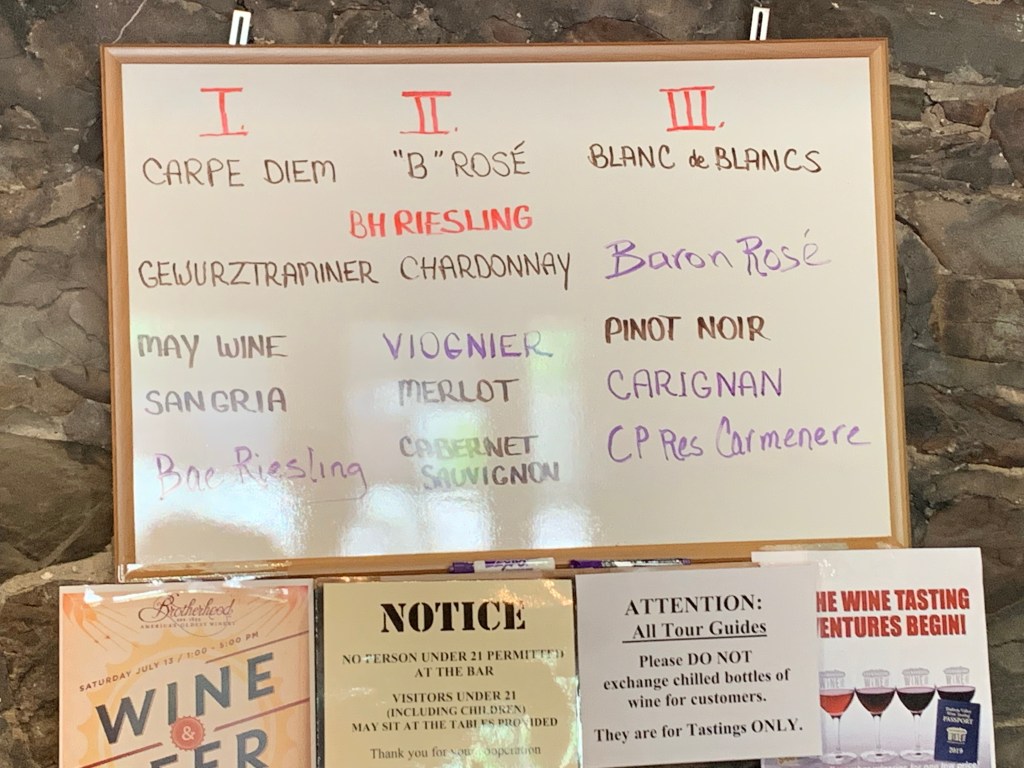 I.
II.
III.
CARPE DIEM
"B" ROSÉ
BLANC de BLANCS
BH RIESLING
GEWURZTRAMINER
CHARDONNAY
Baron Rosé
MAY WINE
VIOGNIER
PINOT NOIR
SANGRIA
MERLOT
CARIGNAN
Bae Riesling
CABERNET
SAUVIGNON
CP Res Carmenere
Brotherhood
AMERICA'S OLDEST WINERY
SATURDAY JULY 13 / 1:00 - 5:00 PM
WINE
&
EER
NOTICE
NO PERSON UNDER 21 PERMITTED
AT THE BAR
VISITORS UNDER 21
(INCLUDING CHILDREN)
MAY SIT AT THE TABLES PROVIDED
Thank you for your cooperation
ATTENTION:
All Tour Guides
Please DO NOT
exchange chilled bottles of
wine for customers.
They are for Tastings ONLY.
HE WINE TASTING
VENTURES BEGIN!
PASSPORT
2019